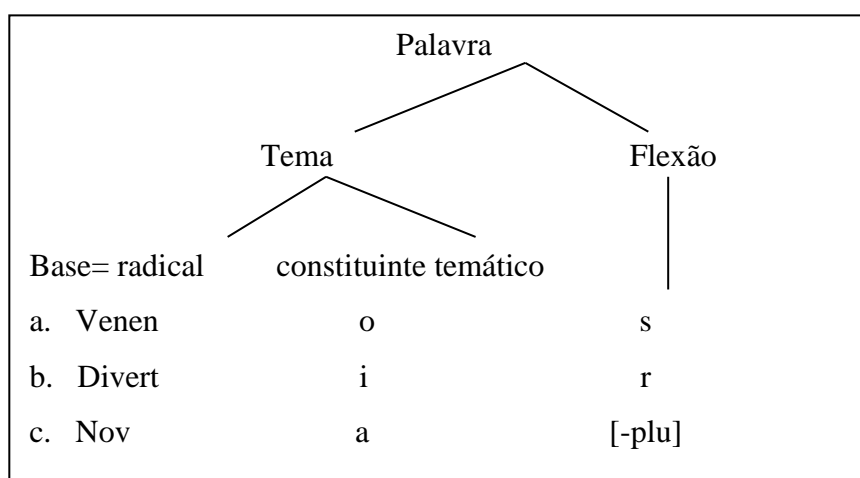 Palavra
Tema Flexão
Base= radical constituinte temático
a. Venen o s
b. Divert i r
c. Nov a [-plu]